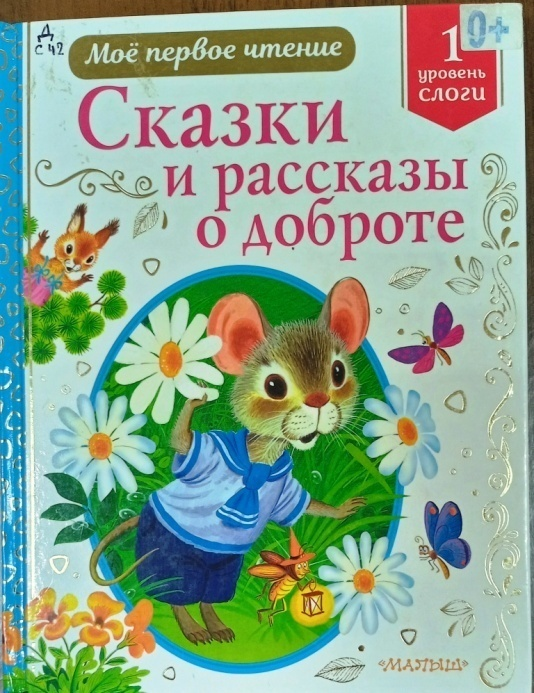 Д
С 42
Моё первое чтение
1
уровень
слоги
0+
Сказки
и рассказы
о доброте
«МАЛЫШ»